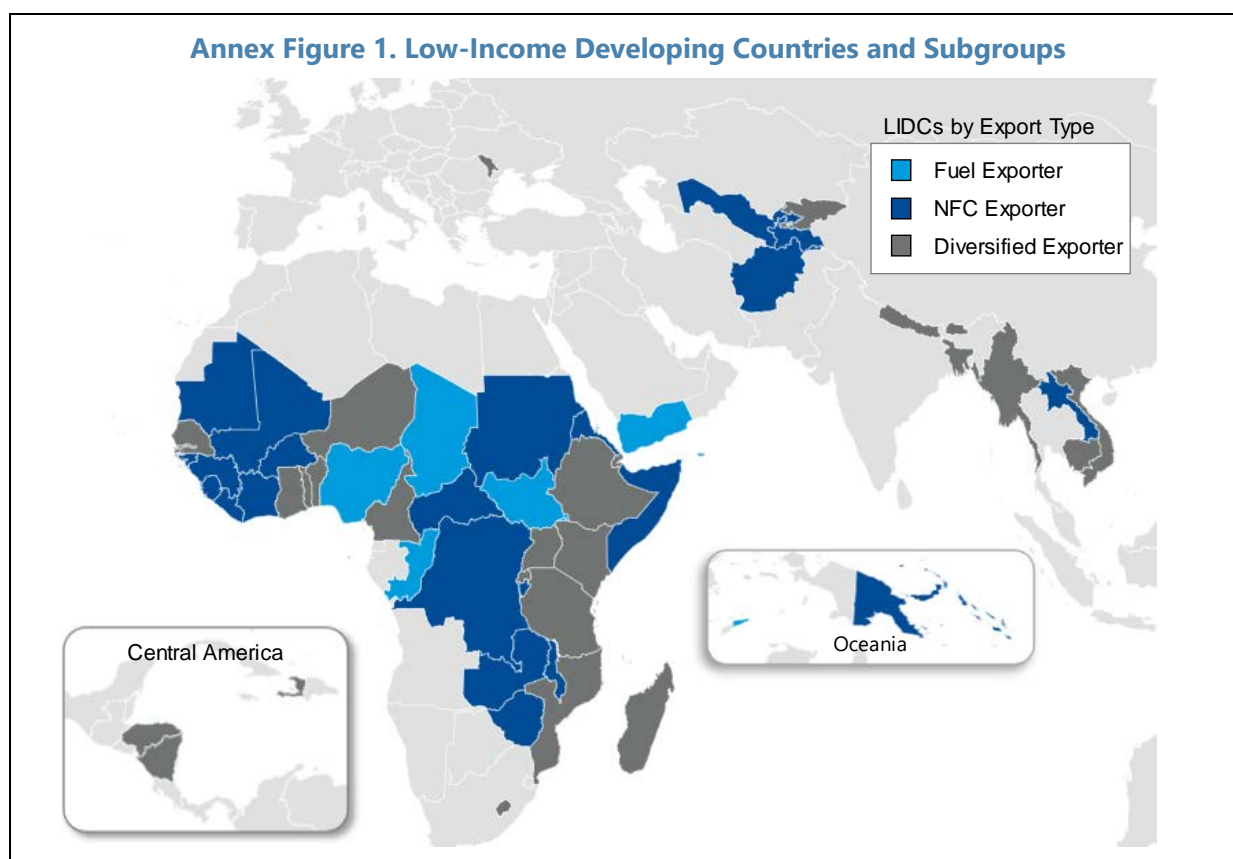 Annex Figure 1. Low-Income Developing Countries and Subgroups
LIDCs by Export Type
Fuel Exporter
NFC Exporter
Diversified Exporter
Central America
Oceania